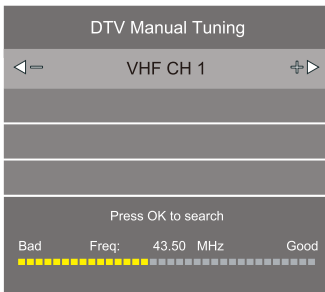 DTV Manual Tuning
VHF CH 1
Press OK to search
Bad Freq: 43.50 MHz Good